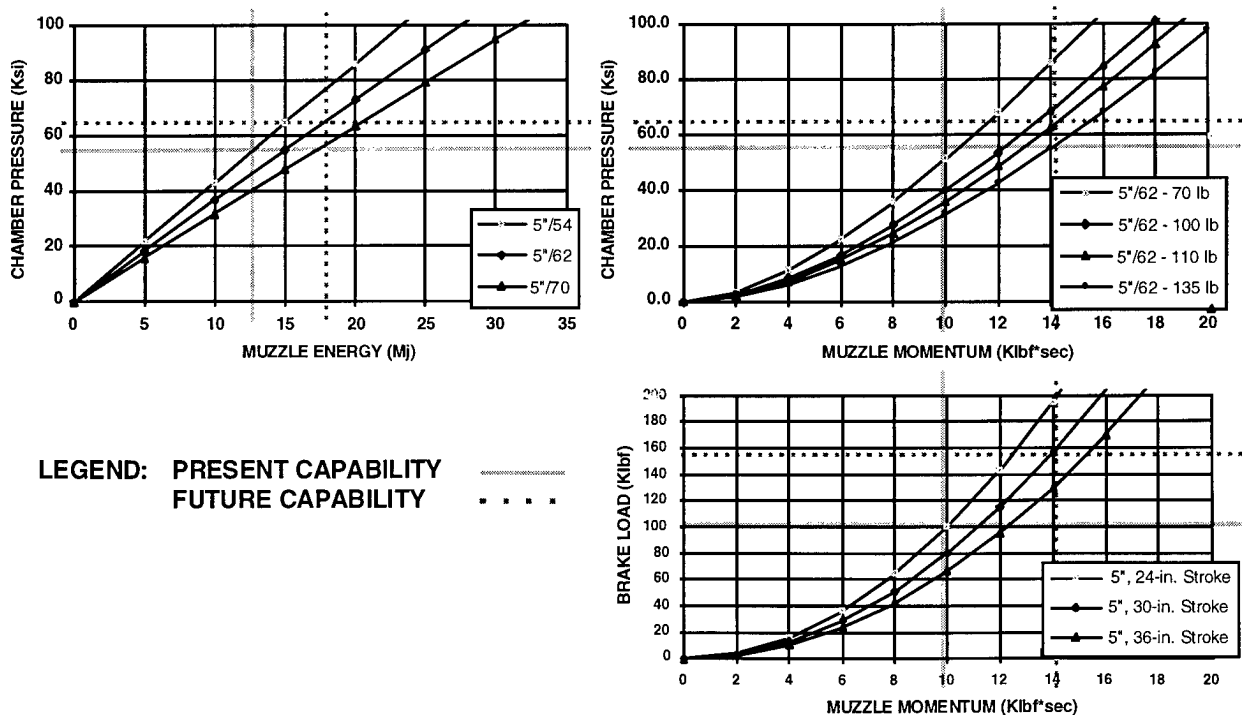 CHAMBER PRESSURE (Ksi)
100
80
60
40
20
0
0 5 10 15 20 25 30 35
MUZZLE ENERGY (Mj)
5"/54
5"/62
5"/70
CHAMBER PRESSURE (Ksi)
100.0
80.0
60.0
40.0
20.0
0.0
0 2 4 6 8 10 12 14 16 18 20
MUZZLE MOMENTUM (Klbf*sec)
5"/62 - 70 lb
5"/62 - 100 lb
5"/62 - 110 lb
5"/62 - 135 lb
LEGEND: PRESENT CAPABILITY
FUTURE CAPABILITY
BRAKE LOAD (Klbf)
200
180
160
140
120
100
80
60
40
20
0
0 2 4 6 8 10 12 14 16 18 20
MUZZLE MOMENTUM (Klbf*sec)
5", 24-in. Stroke
5", 30-in. Stroke
5", 36-in. Stroke